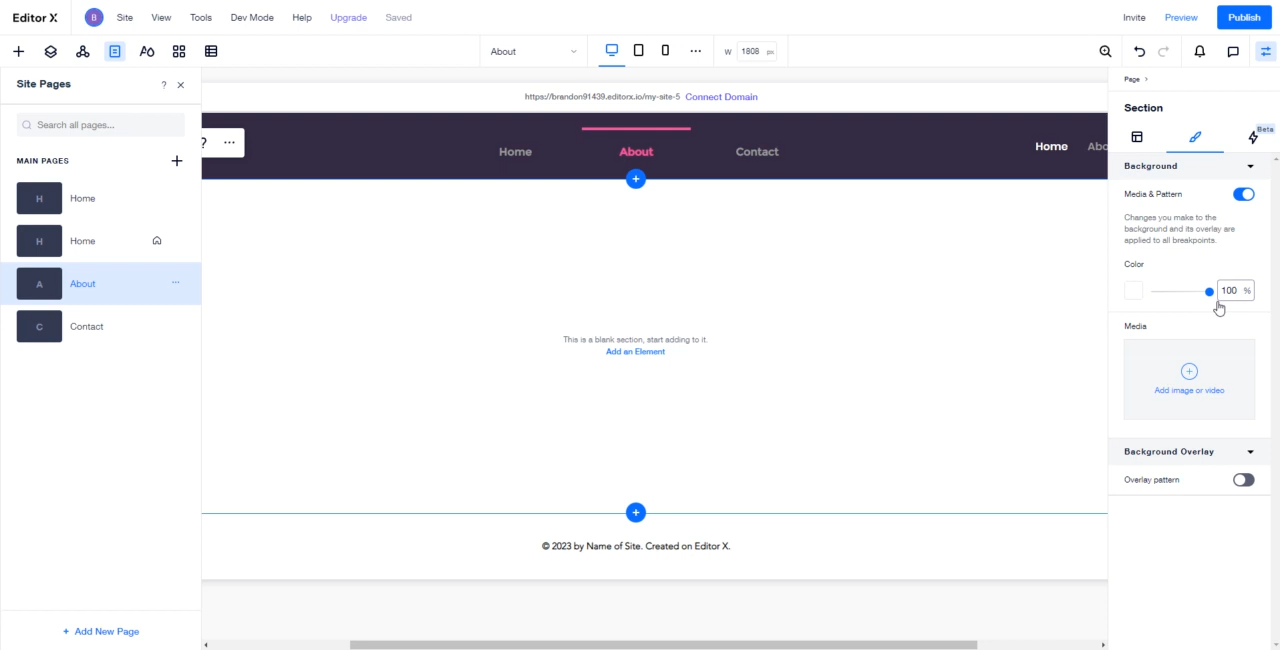 Editor X
B
Site
View
Tools
Dev Mode
Help
Upgrade
Saved
Invite
Preview
Publish
About
W
1808
px
Site Pages
?
Search all pages...
MAIN PAGES
H
Home
H
Home
A
About
C
Contact
+ Add New Page
https://brandon91439.editorx.io/my-site-5 Connect Domain
?
Home
About
Contact
Home
Abo
This is a blank section, start adding to it.
Add an Element
© 2023 by Name of Site. Created on Editor X.
Page
Section
Beta
Background
Media & Pattern
Changes you make to the
background and its overlay are
applied to all breakpoints.
Color
100 %
Media
Add image or video
Background Overlay
Overlay pattern